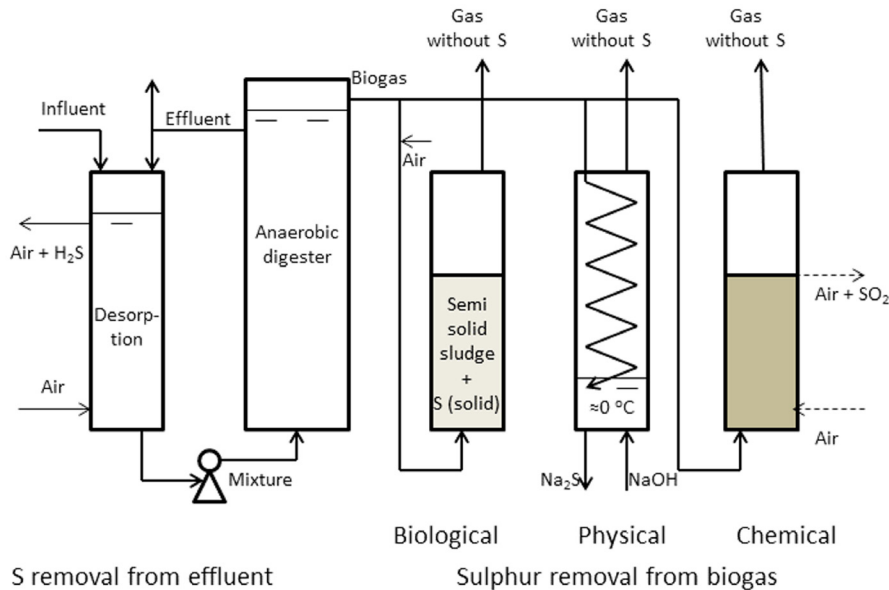 Gas
without S
Gas
without S
Gas
without S
Biogas
Influent
Effluent
Air
Air + H₂S
Anaerobic
digester
Desorp-
tion
Semi
solid
sludge
+
S (solid)
≈0 °C
Air + SO₂
Air
Air
Mixture
Na₂S
NaOH
Biological
Physical
Chemical
S removal from effluent
Sulphur removal from biogas